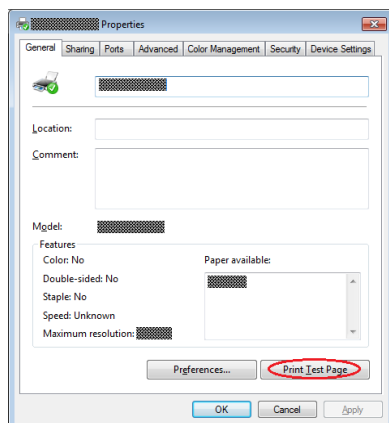 Properties
General Sharing Ports Advanced Color Management Security Device Settings
Location:
Comment:
Model:
Features
Color: No
Paper available:
Double-sided: No
Staple: No
Speed: Unknown
Maximum resolution:
Preferences...
Print Test Page
OK Cancel Apply